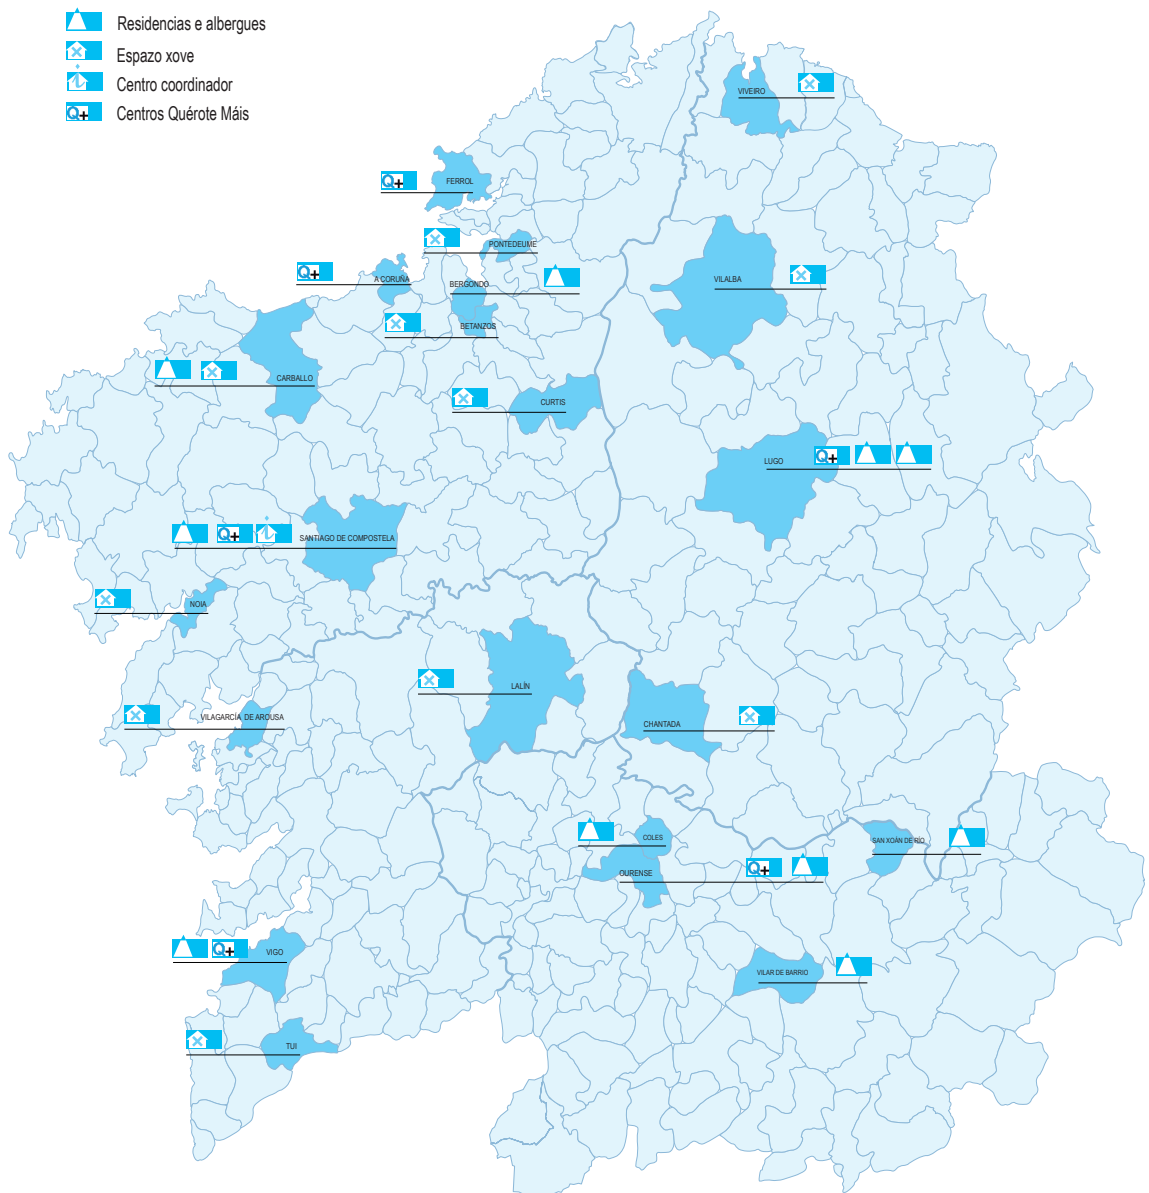 Residencias e albergues
Espazo xove
Centro coordinador
Q+ Centros Quérote Máis
VIVEIRO
Q+ FERROL
PONTEDEUME
Q+ A CORUÑA
BERGONDO
VILALBA
BETANZOS
CARBALLO
CURTIS
LUGO Q+
Q+ SANTIAGO DE COMPOSTELA
NOIA
LALÍN
VILAGARCÍA DE AROUSA
CHANTADA
COLES
SAN XOÁN DE RÍO
OURENSE Q+
Q+ VIGO
VILAR DE BARRIO
TUI